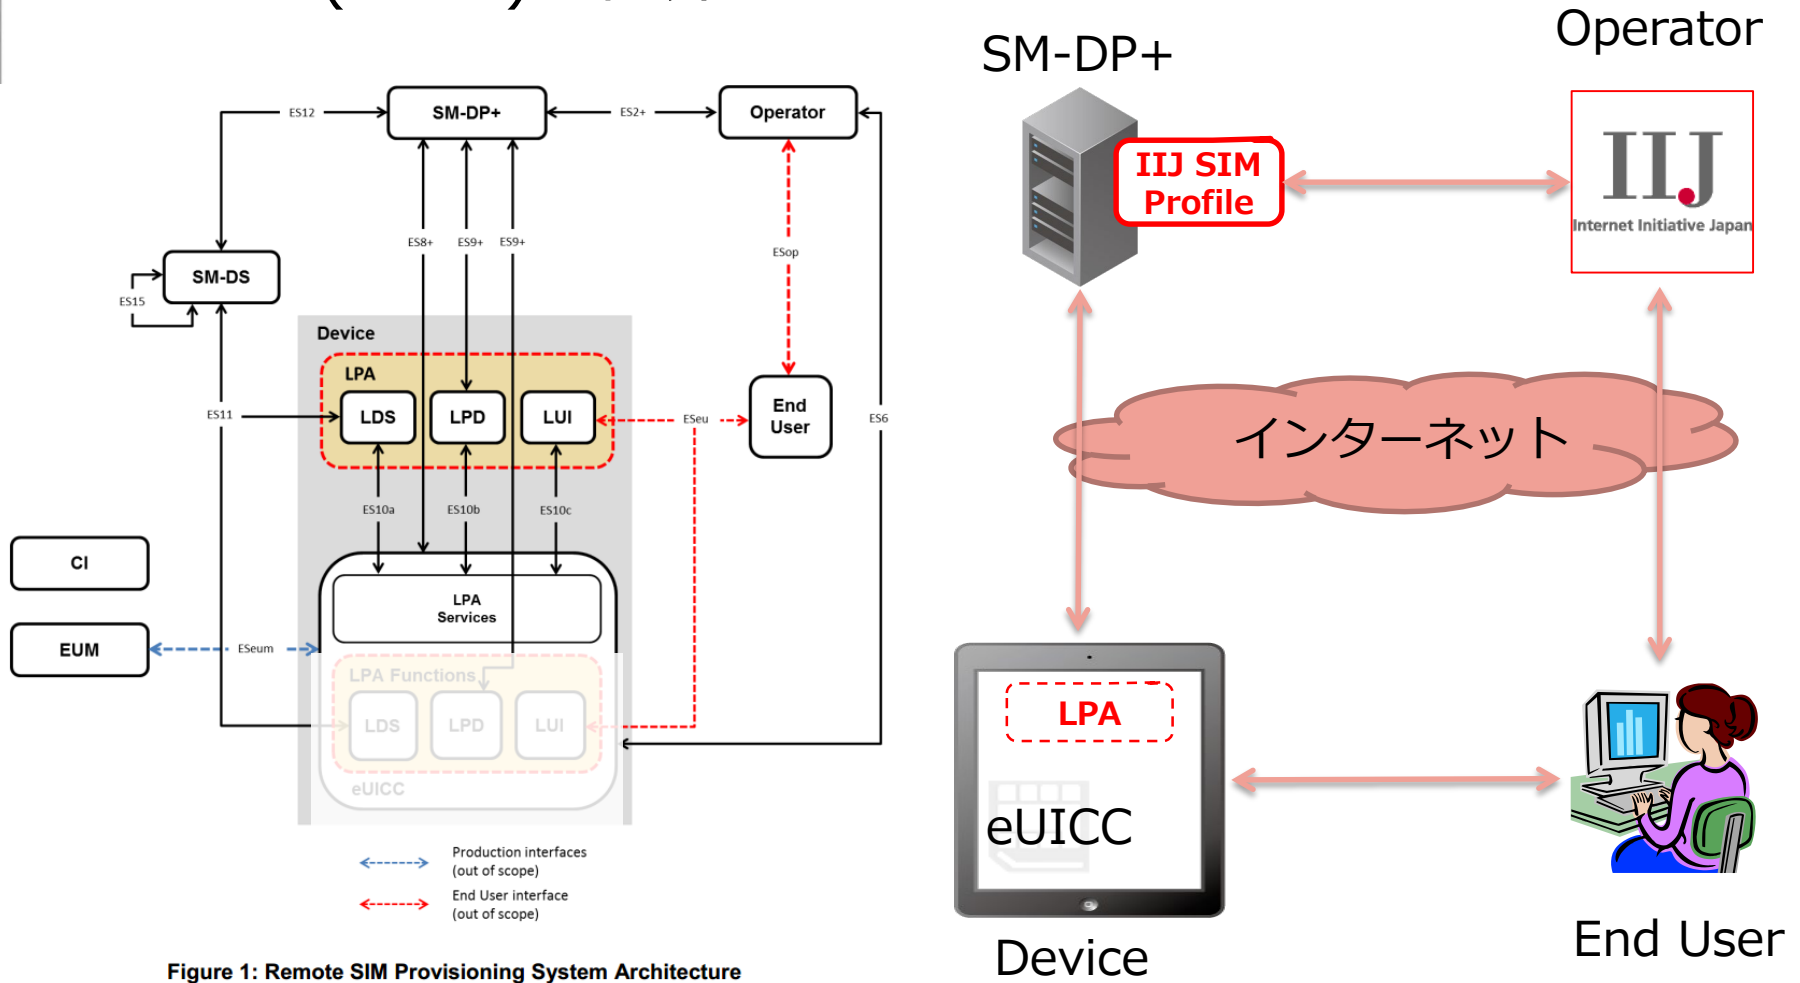 SM-DP+
Operator
ES12
SM-DP+
ES2+
Operator
IIJ SIM
Profile
IIJ
Internet Initiative Japan
ES8+
ES9+
ES9+
ESop
SM-DS
ES15
Device
LPA
LDS
LPD
LUI
ES11
ESeu
End
User
ES6
インターネット
ES10a
ES10b
ES10c
CI
LPA
Services
EUM
ESeum
LPA Functions
LDS
LPD
LUI
eUICC
LPA
eUICC
Production interfaces
(out of scope)
End User interface
(out of scope)
Device
End User
Figure 1: Remote SIM Provisioning System Architecture